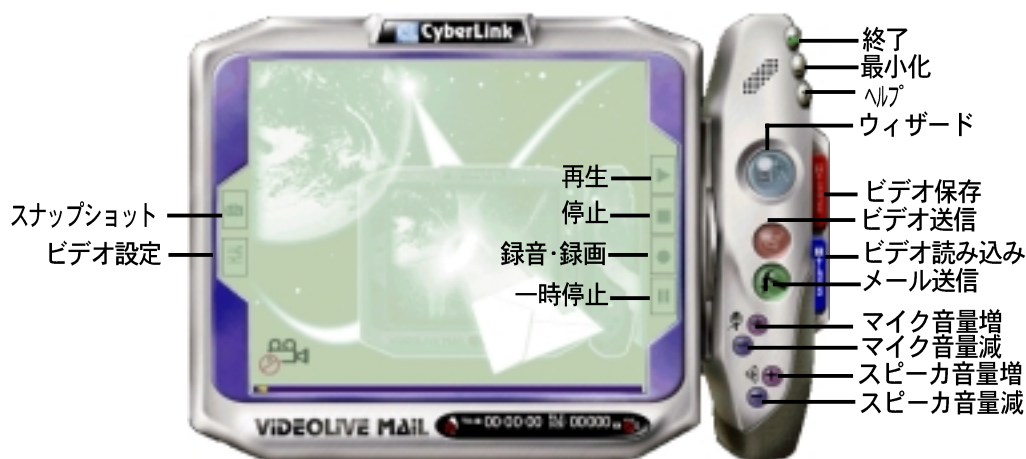 CyberLink
終了
最小化
ヘルプ
ウィザード
再生
停止
録音・録画
一時停止
スナップショット
ビデオ設定
ビデオ保存
ビデオ送信
ビデオ読み込み
メール送信
マイク音量増
マイク音量減
スピーカ音量増
スピーカ音量減
VIDEOLIVE MAIL
00:00:00
00000